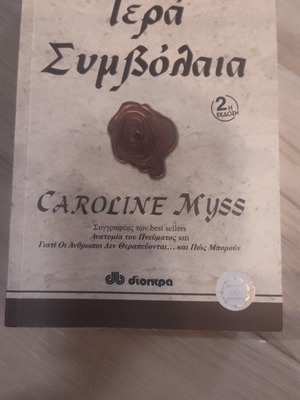 Ιερά
Συμβόλαια
2η
ΕΚΔΟΣΗ
CAROLINE MYSS
Συγγραφέας των best sellers
Ανατομία του Πνεύματος και
Γιατί Οι Άνθρωποι Δεν Θεραπεύονται... και Πώς Μπορούν
διοπτρα